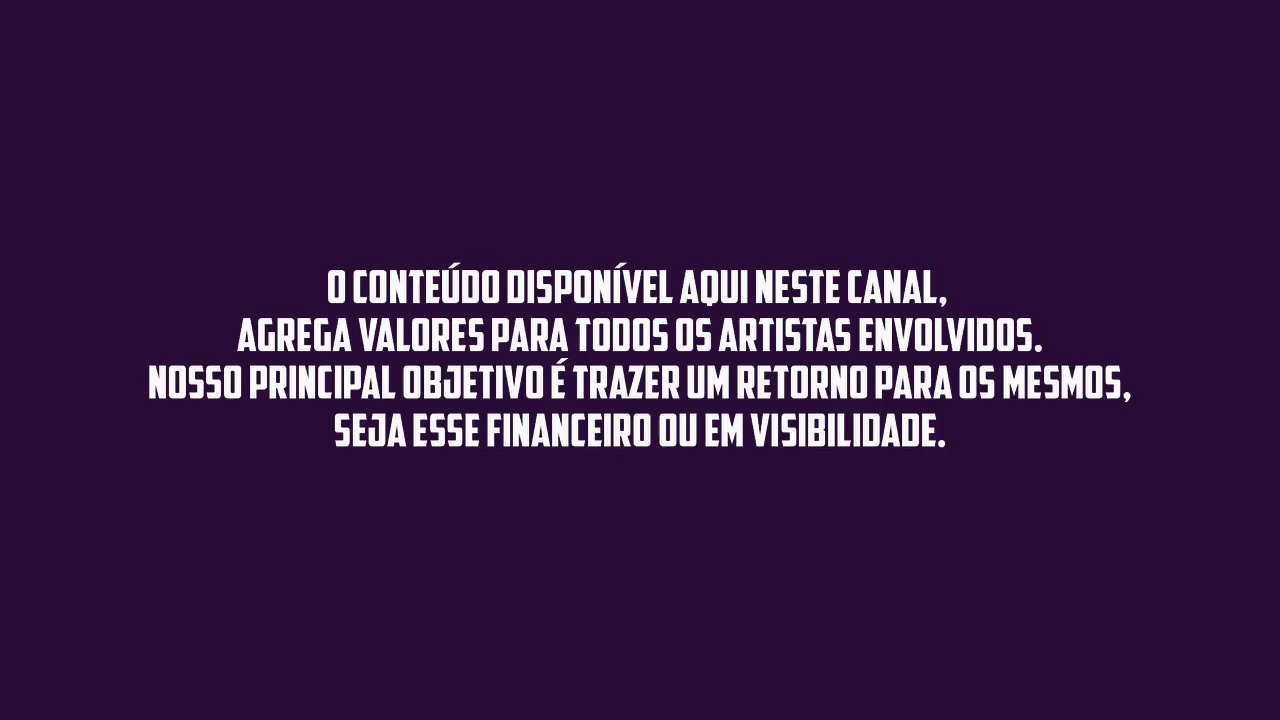 O CONTEÚDO DISPONÍVEL AQUI NESTE CANAL,
AGREGA VALORES PARA TODOS OS ARTISTAS ENVOLVIDOS.
NOSSO PRINCIPAL OBJETIVO É TRAZER UM RETORNO PARA OS MESMOS,
SEJA ESSE FINANCEIRO OU EM VISIBILIDADE.